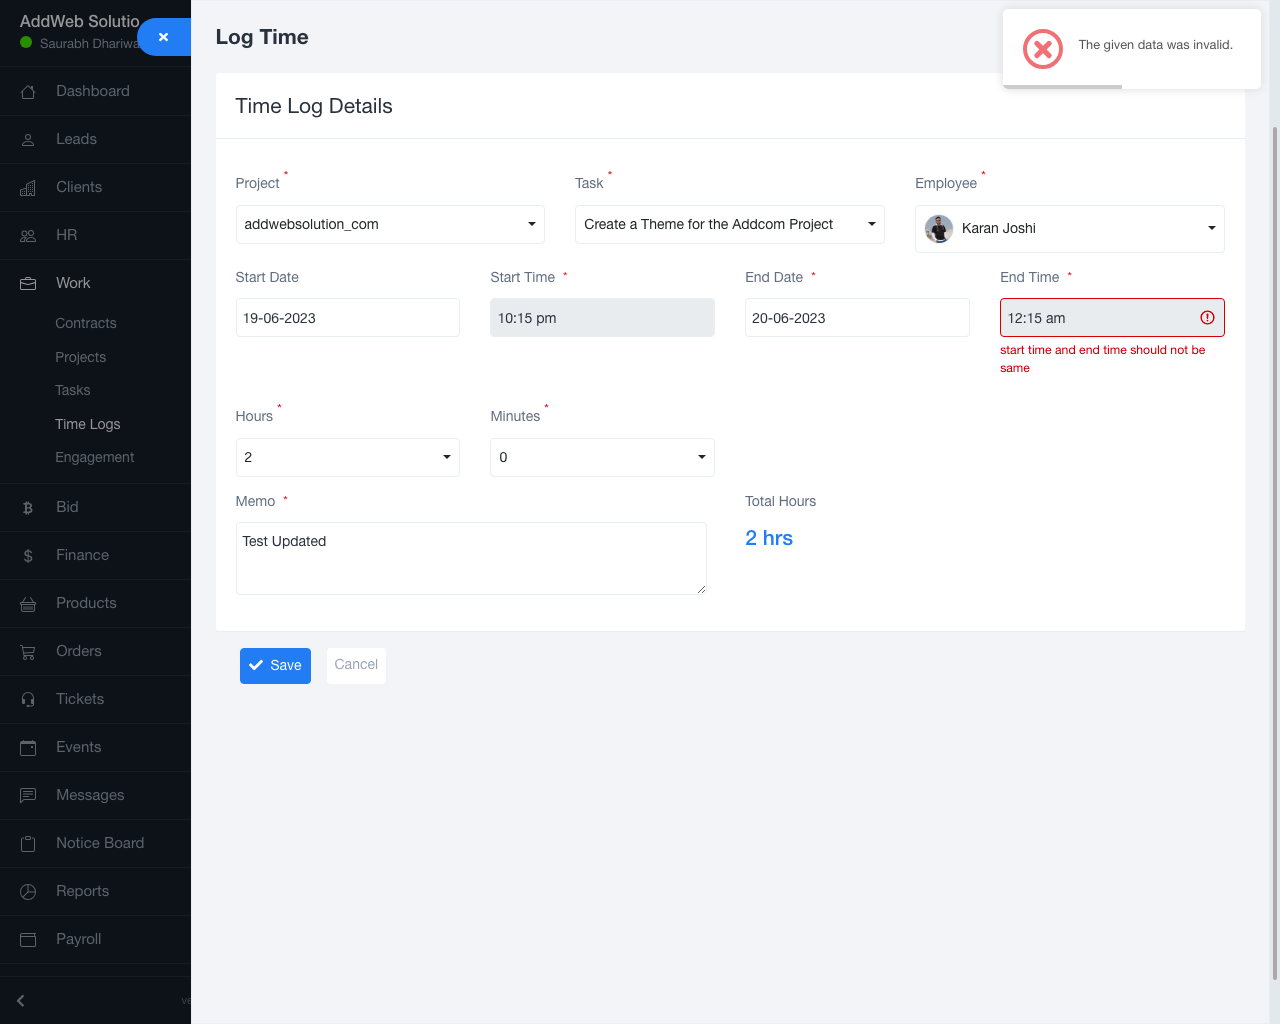 AddWeb Solutio
Saurabh Dhariwa
Dashboard
Leads
Clients
HR
Work
Contracts
Projects
Tasks
Time Logs
Engagement
Bid
Finance
Products
Orders
Tickets
Events
Messages
Notice Board
Reports
Payroll
ve
Log Time
The given data was invalid.
Time Log Details
Project *
Task *
Employee *
addwebsolution_com
Create a Theme for the Addcom Project
Karan Joshi
Start Date
Start Time *
End Date *
End Time *
19-06-2023
10:15 pm
20-06-2023
12:15 am
start time and end time should not be
same
Hours *
Minutes *
2
0
Memo *
Total Hours
Test Updated
2 hrs
Save
Cancel